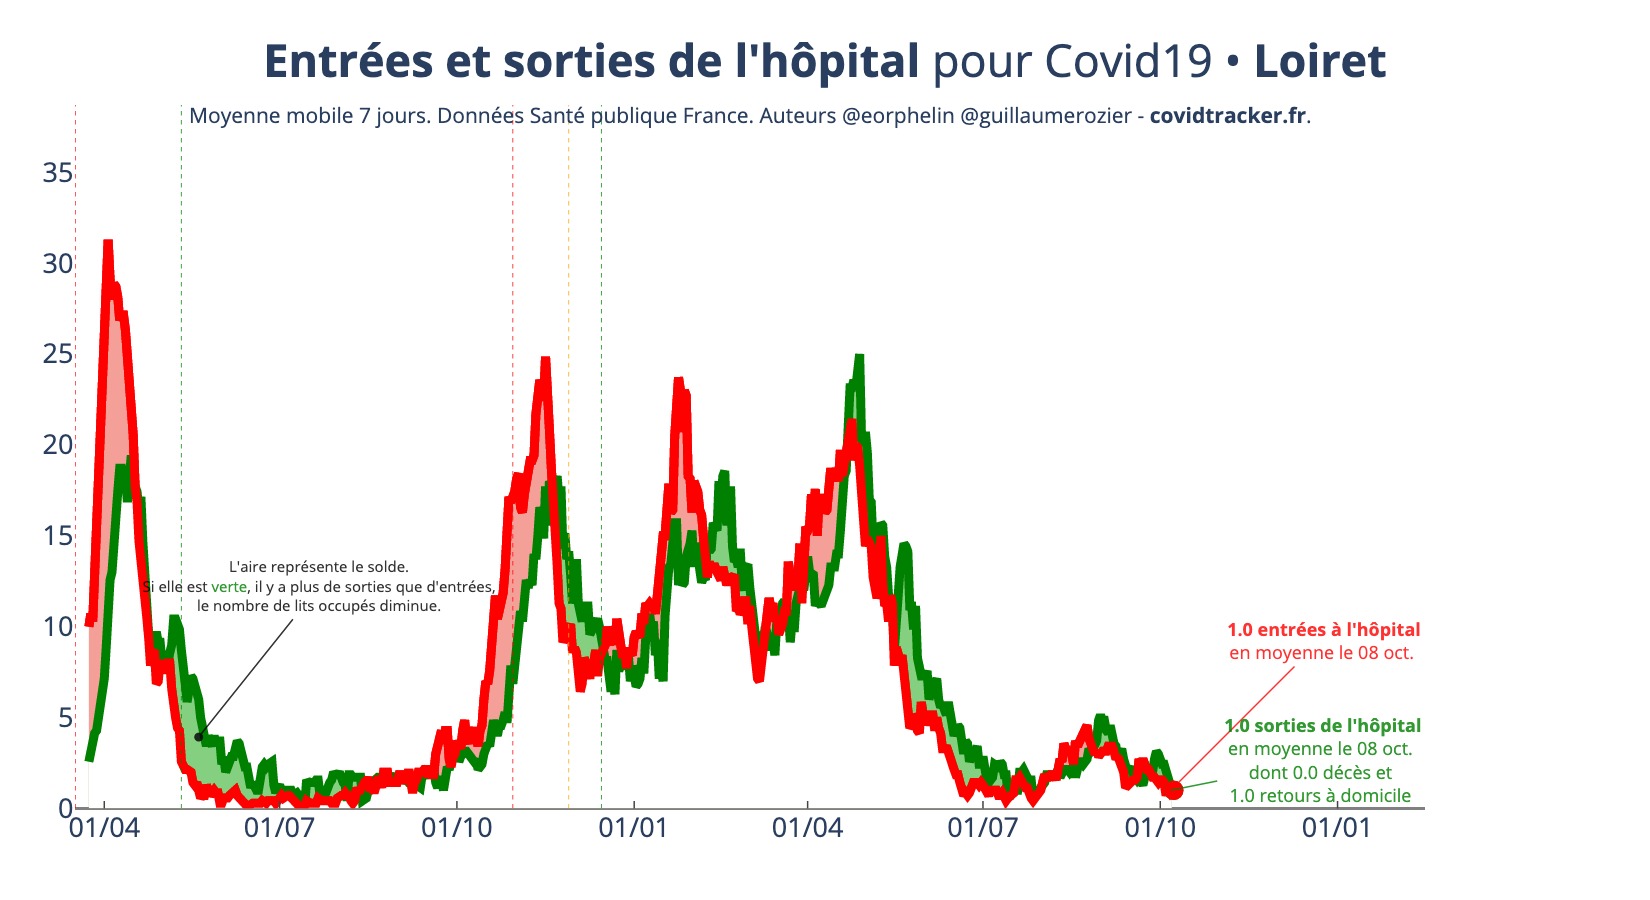 Entrées et sorties de l'hôpital pour Covid19 • Loiret
Moyenne mobile 7 jours. Données Santé publique France. Auteurs @eorphelin @guillaumerozier - covidtracker.fr.
35
30
25
20
15
10
5
0
L'aire représente le solde.
Si elle est verte, il y a plus de sorties que d'entrées,
le nombre de lits occupés diminue.
1.0 entrées à l'hôpital
en moyenne le 08 oct.
1.0 sorties de l'hôpital
en moyenne le 08 oct.
dont 0.0 décès et
1.0 retours à domicile
01/04 01/07 01/10 01/01 01/04 01/07 01/10 01/01